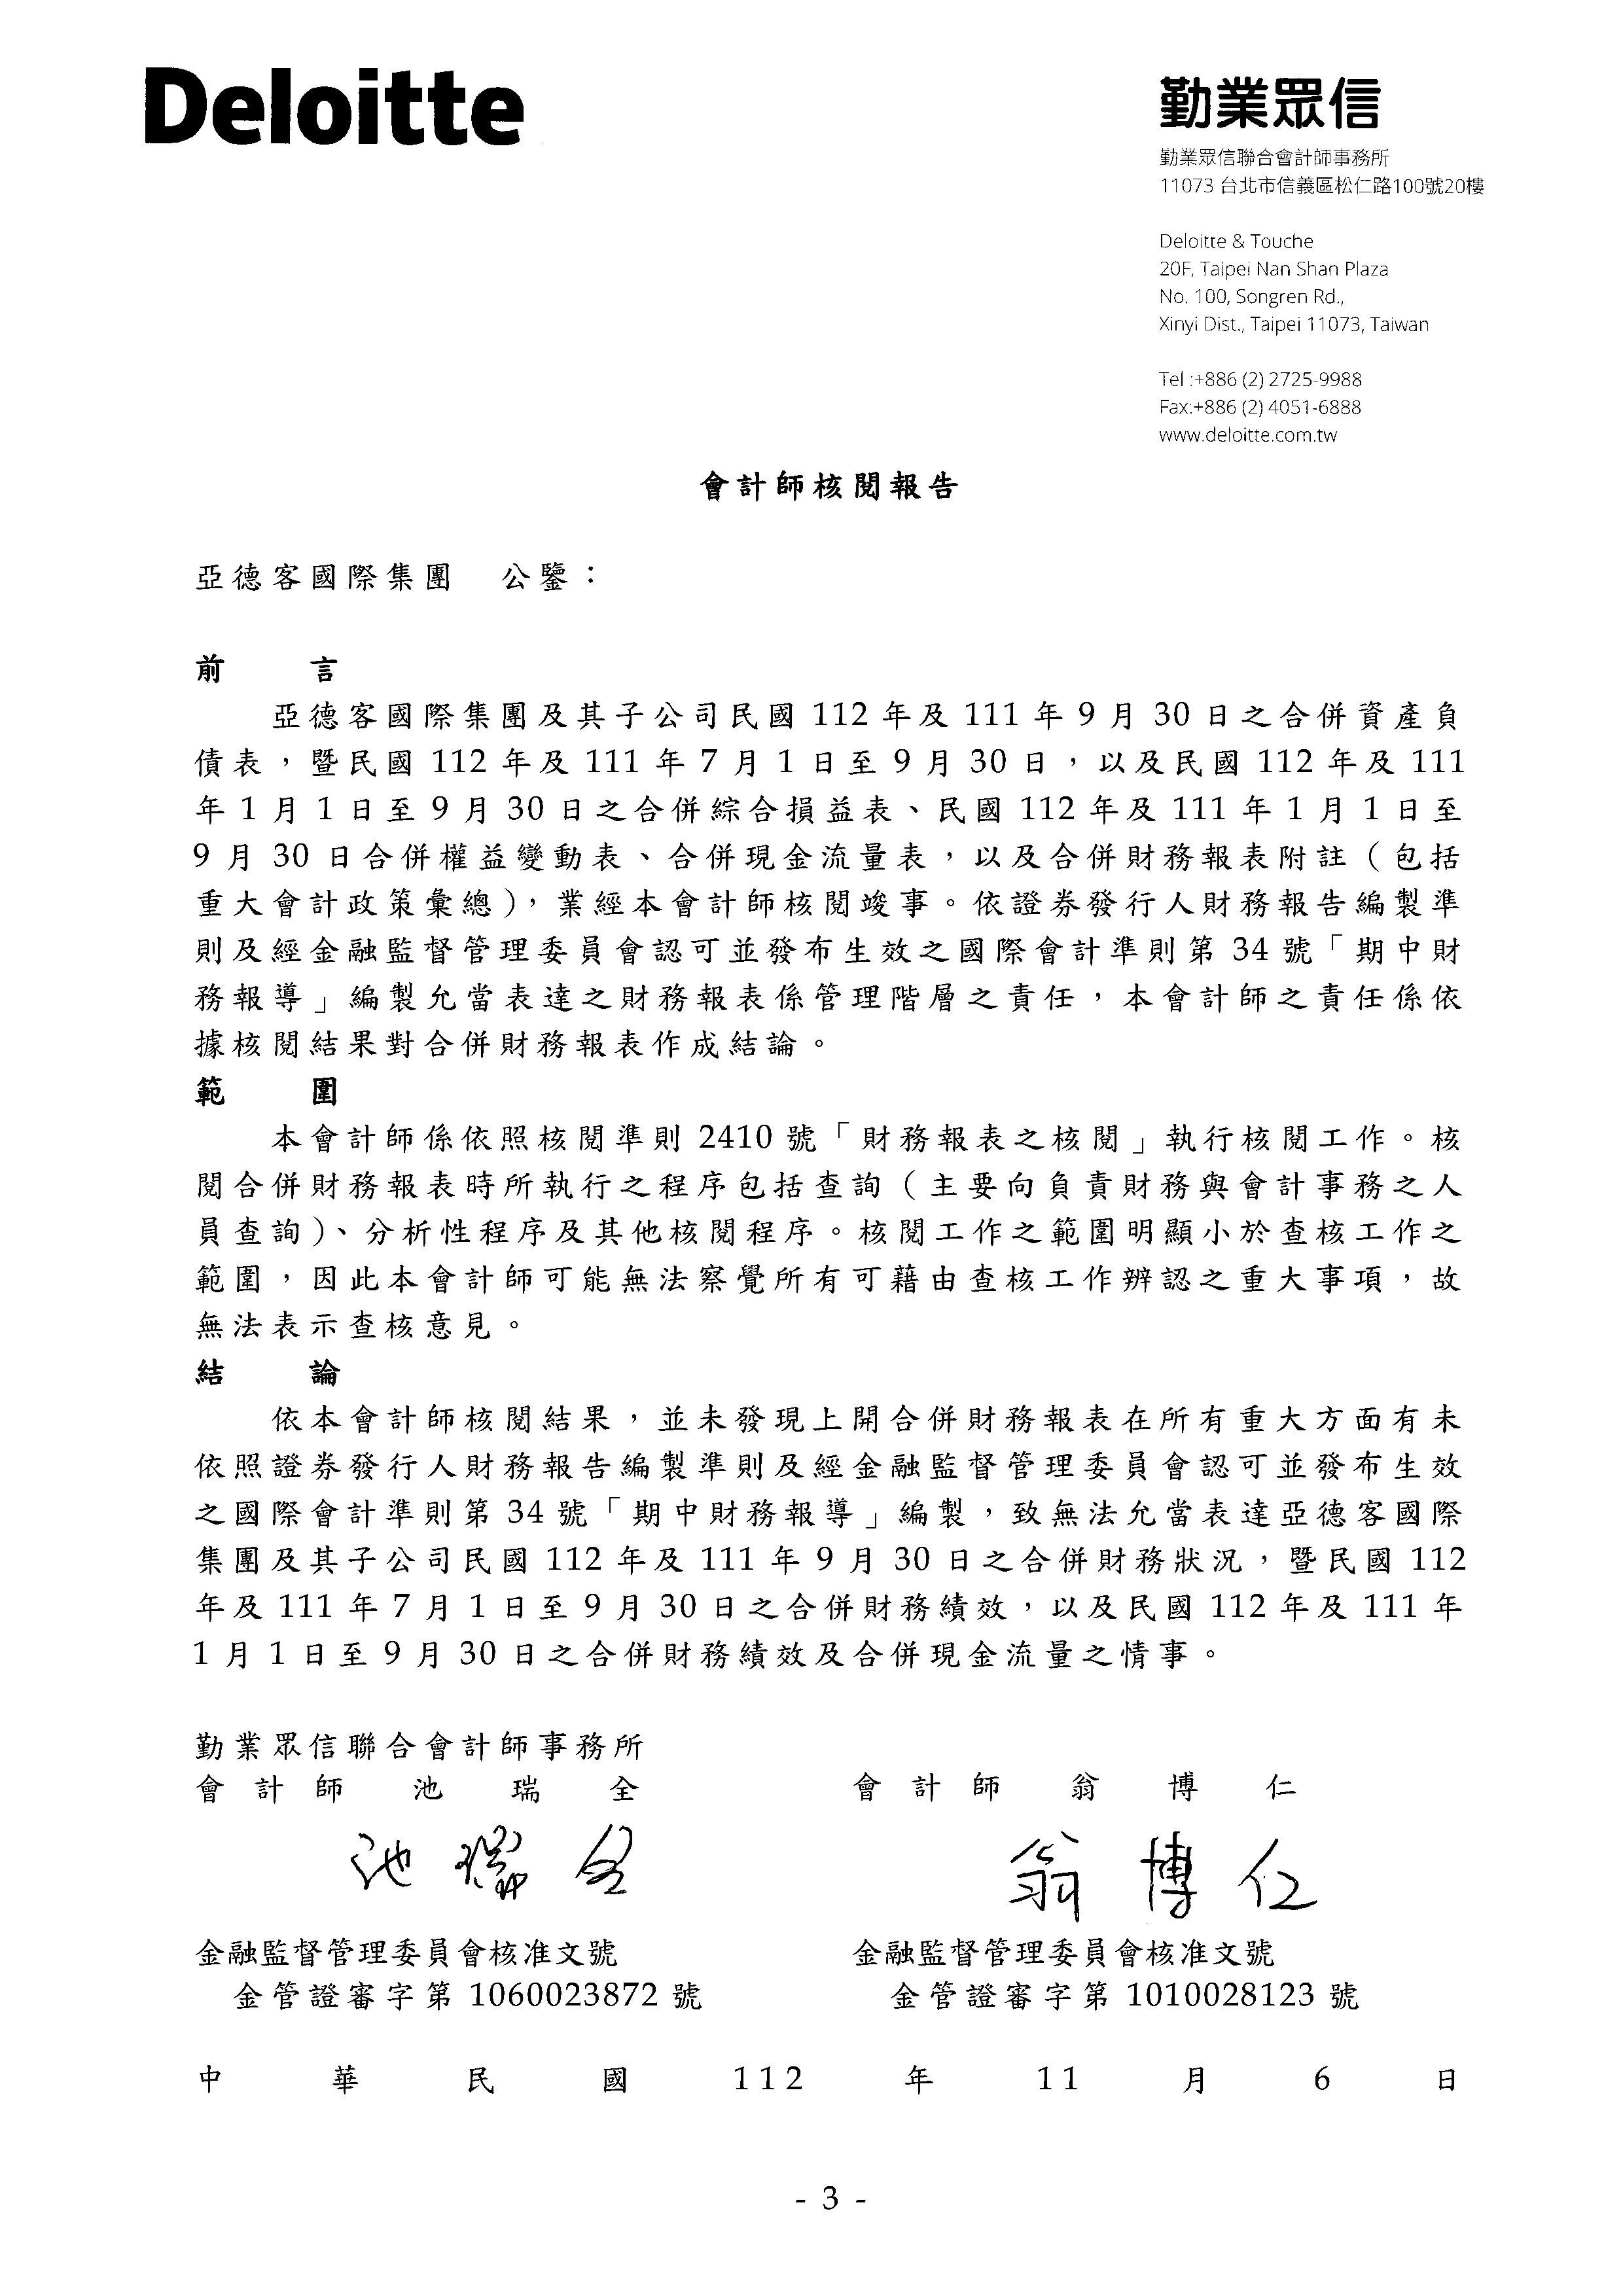 Deloitte
勤業眾信
勤業眾信聯合會計師事務所
11073 台北市信義區松仁路100號20樓
Deloitte & Touche
20F, Taipei Nan Shan Plaza
No. 100, Songren Rd.,
Xinyi Dist., Taipei 11073, Taiwan
Tel :+886 (2) 2725-9988
Fax:+886 (2) 4051-6888
www.deloitte.com.tw
會計師核閱報告
亞德客國際集團　公鑒：
前　　言
亞德客國際集團及其子公司民國 112 年及 111 年 9 月 30 日之合併資產負
債表，暨民國 112 年及 111 年 7 月 1 日至 9 月 30 日，以及民國 112 年及 111
年 1 月 1 日至 9 月 30 日之合併綜合損益表、民國 112 年及 111 年 1 月 1 日至
9 月 30 日合併權益變動表、合併現金流量表，以及合併財務報表附註（包括
重大會計政策彙總），業經本會計師核閱竣事。依證券發行人財務報告編製準
則及經金融監督管理委員會認可並發布生效之國際會計準則第 34 號「期中財
務報導」編製允當表達之財務報表係管理階層之責任，本會計師之責任係依
據核閱結果對合併財務報表作成結論。
範　　圍
本會計師係依照核閱準則 2410 號「財務報表之核閱」執行核閱工作。核
閱合併財務報表時所執行之程序包括查詢（主要向負責財務與會計事務之人
員查詢）、分析性程序及其他核閱程序。核閱工作之範圍明顯小於查核工作之
範圍，因此本會計師可能無法察覺所有可藉由查核工作辨認之重大事項，故
無法表示查核意見。
結　　論
依本會計師核閱結果，並未發現上開合併財務報表在所有重大方面有未
依照證券發行人財務報告編製準則及經金融監督管理委員會認可並發布生效
之國際會計準則第 34 號「期中財務報導」編製，致無法允當表達亞德客國際
集團及其子公司民國 112 年及 111 年 9 月 30 日之合併財務狀況，暨民國 112
年及 111 年 7 月 1 日至 9 月 30 日之合併財務績效，以及民國 112 年及 111 年
1 月 1 日至 9 月 30 日之合併財務績效及合併現金流量之情事。
勤業眾信聯合會計師事務所
會計師　池瑞全　　會計師　翁博仁
池瑞全　　翁博仁
金融監督管理委員會核准文號　　金融監督管理委員會核准文號
金管證審字第 1060023872 號　　金管證審字第 1010028123 號
中華民國 112 年 11 月 6 日
- 3 -